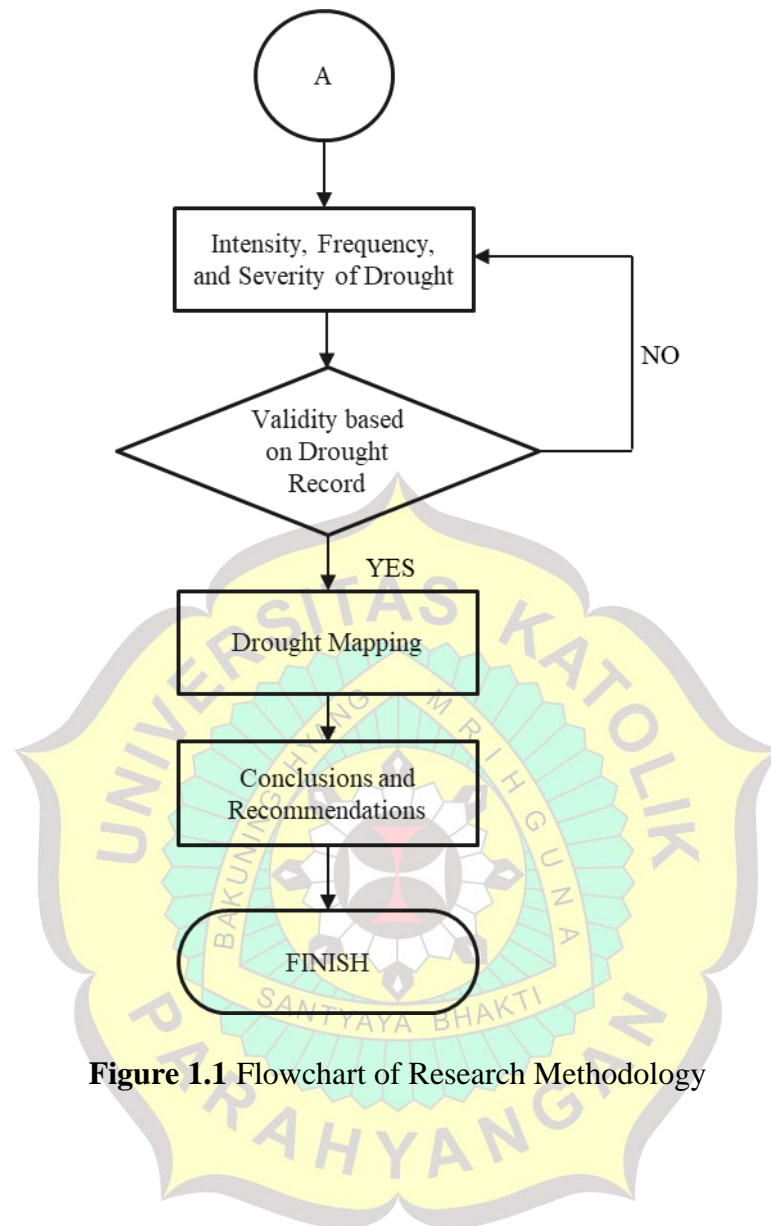 A
Intensity, Frequency,
and Severity of Drought
NO
Validity based
on Drought
Record
YES
Drought Mapping
Conclusions and
Recommendations
FINISH
Figure 1.1 Flowchart of Research Methodology
UNIVERSITAS KATOLIK
PARAHYANGAN
BAKUNING HYANG MRIH GUNA
SANTYAYA BHAKTI